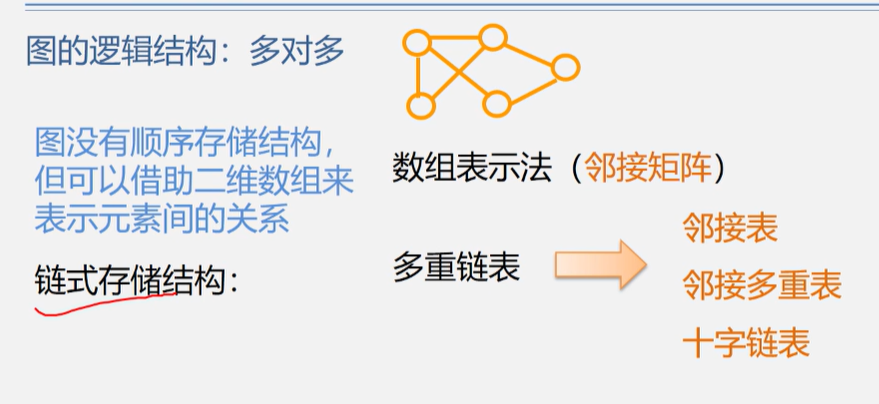 图的逻辑结构：多对多
图没有顺序存储结构，
但可以借助二维数组来
表示元素间的关系
数组表示法（邻接矩阵）
链式存储结构：
多重链表
邻接表
邻接多重表
十字链表